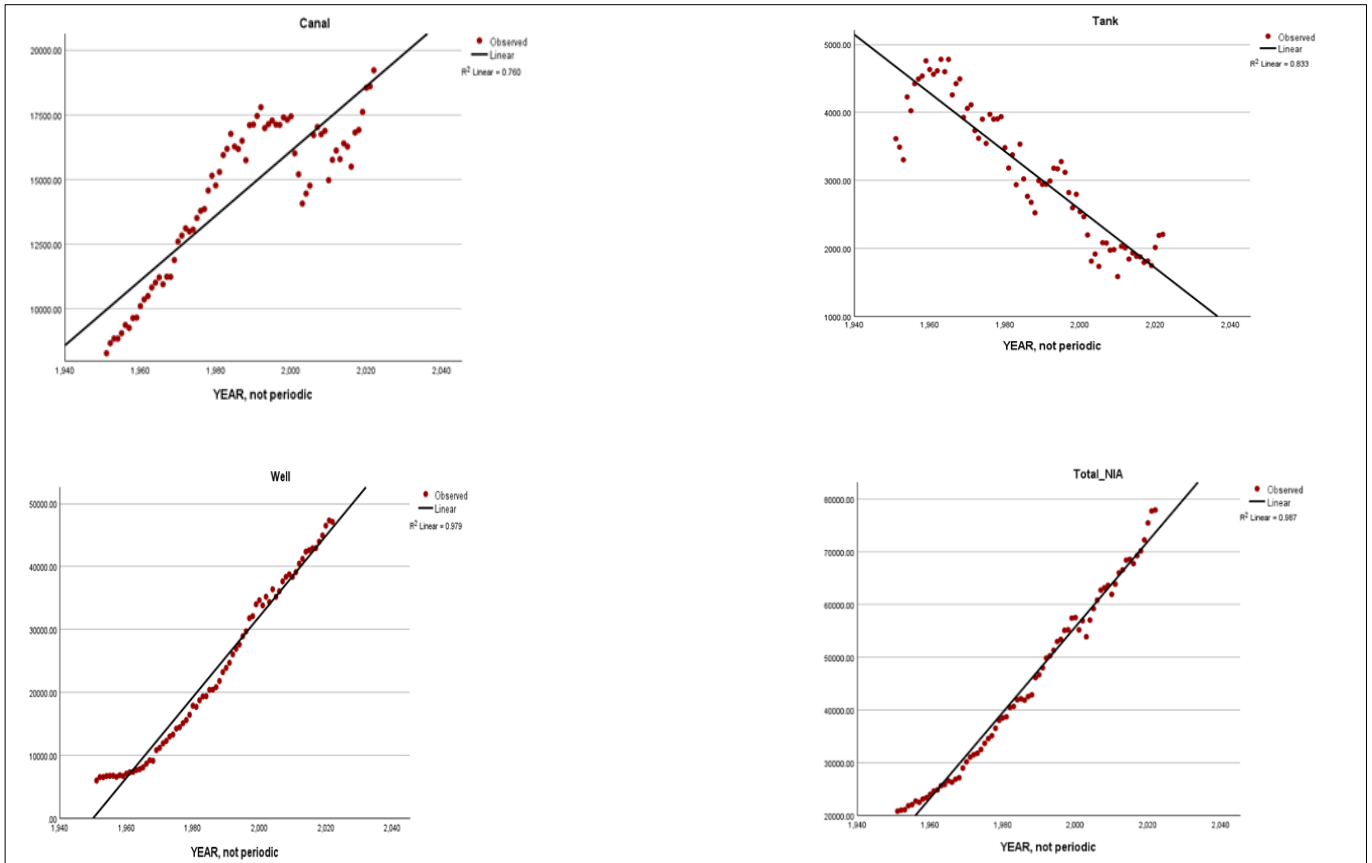 Canal
Observed
Linear
R2 Linear = 0.760
20000.00
17500.00
15000.00
12500.00
10000.00
1,940
1,960
1,980
2,000
2,020
2,040
YEAR, not periodic
Tank
Observed
Linear
R2 Linear = 0.833
5000.00
4000.00
3000.00
2000.00
1000.00
1,940
1,960
1,980
2,000
2,020
2,040
YEAR, not periodic
Well
Observed
Linear
R2 Linear = 0.979
50000.00
40000.00
30000.00
20000.00
10000.00
.00
1,940
1,960
1,980
2,000
2,020
2,040
YEAR, not periodic
Total_NIA
Observed
Linear
R2 Linear = 0.987
80000.00
70000.00
60000.00
50000.00
40000.00
30000.00
20000.00
1,940
1,960
1,980
2,000
2,020
2,040
YEAR, not periodic